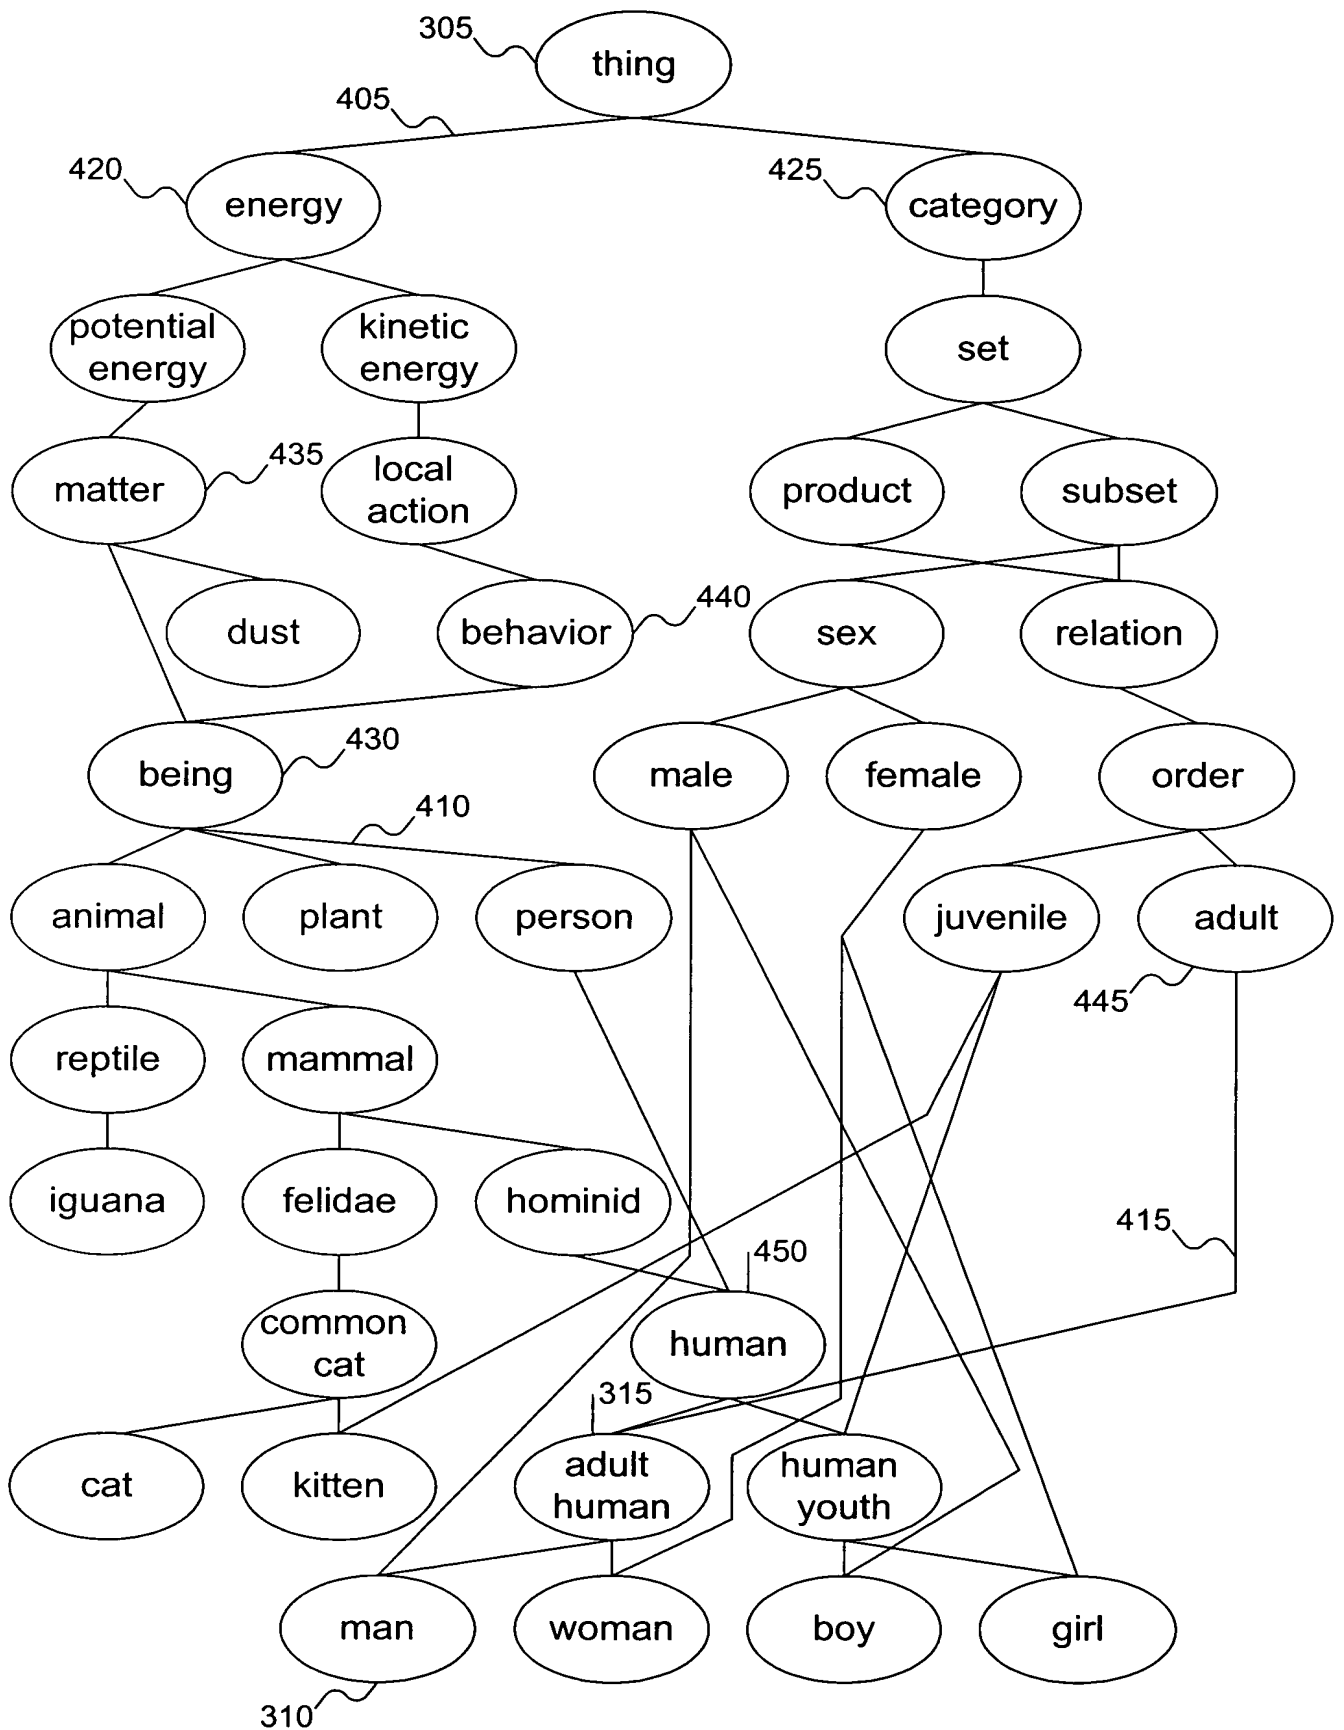 305
thing
405
420
energy
425
category
potential
energy
kinetic
energy
set
matter
435
local
action
product
subset
dust
behavior
440
sex
relation
being
430
male
female
order
410
animal
plant
person
juvenile
adult
445
reptile
mammal
iguana
felidae
hominid
415
450
common
cat
human
315
cat
kitten
adult
human
human
youth
man
woman
boy
girl
310